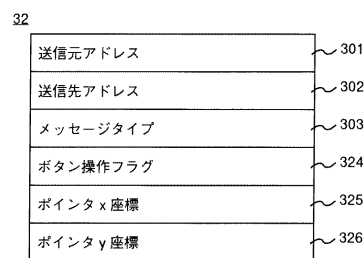 32
送信元アドレス 301
送信先アドレス 302
メッセージタイプ 303
ボタン操作フラグ 324
ポインタx座標 325
ポインタy座標 326